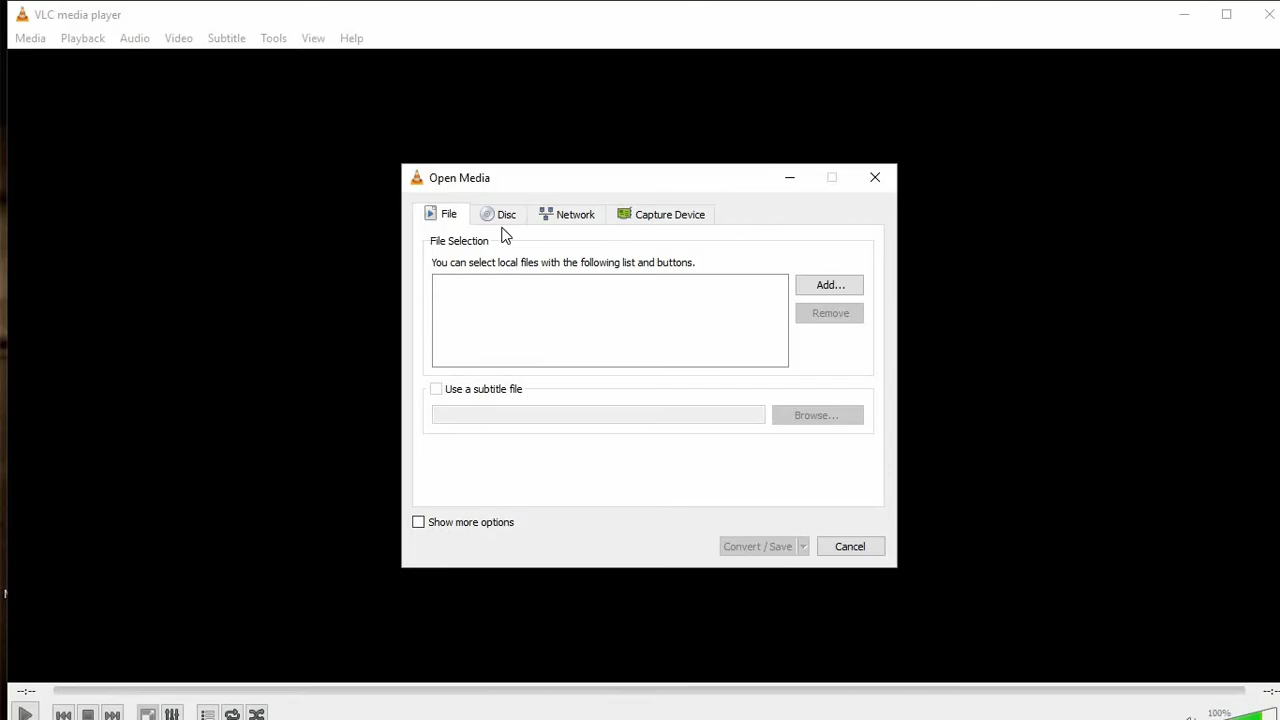 VLC media player
Media Playback Audio Video Subtitle Tools View Help
Open Media
File Disc Network Capture Device
File Selection
You can select local files with the following list and buttons.
Add...
Remove
Use a subtitle file
Browse...
Show more options
Convert / Save Cancel
--:-- --:--
100%